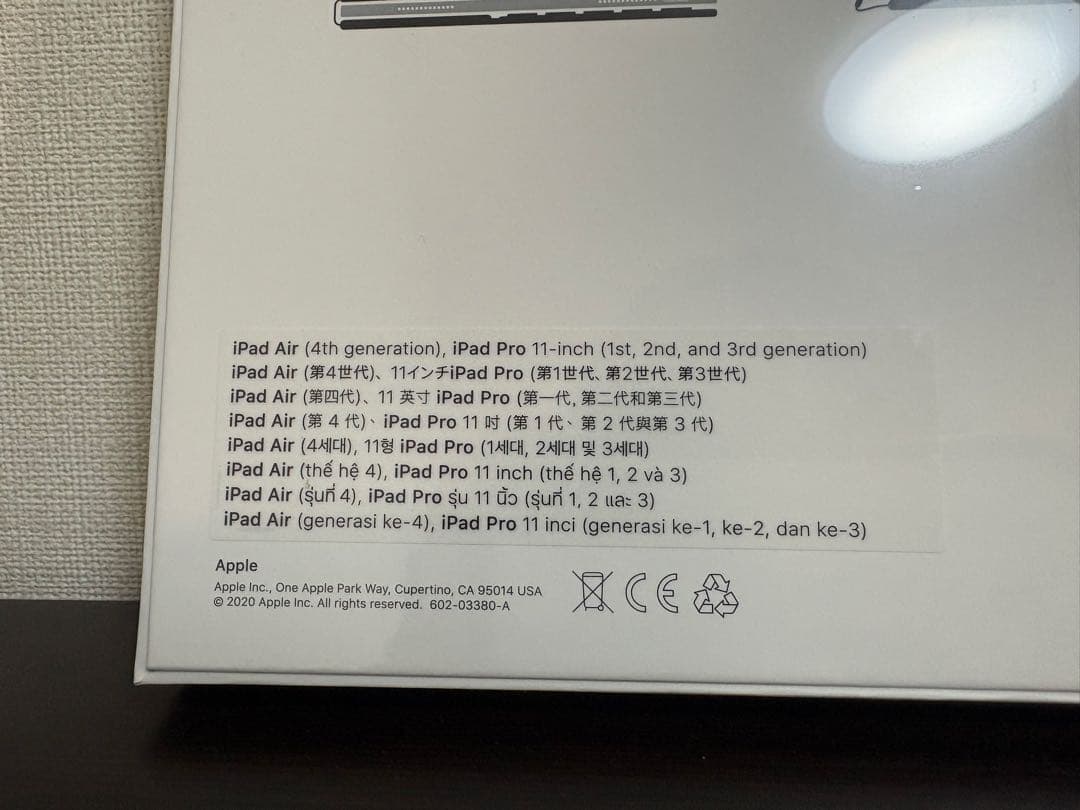 iPad Air (4th generation), iPad Pro 11-inch (1st, 2nd, and 3rd generation)
iPad Air (第4世代)、11インチiPad Pro (第1世代、第2世代、第3世代)
iPad Air (第四代)、11 英寸 iPad Pro (第一代, 第二代和第三代)
iPad Air (第 4 代)、iPad Pro 11 吋 (第 1 代、第 2 代與第 3 代)
iPad Air (4세대), 11형 iPad Pro (1세대, 2세대 및 3세대)
iPad Air (thế hệ 4), iPad Pro 11 inch (thế hệ 1, 2 và 3)
iPad Air (รุ่นที่ 4), iPad Pro รุ่น 11 นิ้ว (รุ่นที่ 1, 2 และ 3)
iPad Air (generasi ke-4), iPad Pro 11 inci (generasi ke-1, ke-2, dan ke-3)
Apple
Apple Inc., One Apple Park Way, Cupertino, CA 95014 USA
© 2020 Apple Inc. All rights reserved. 602-03380-A
CE